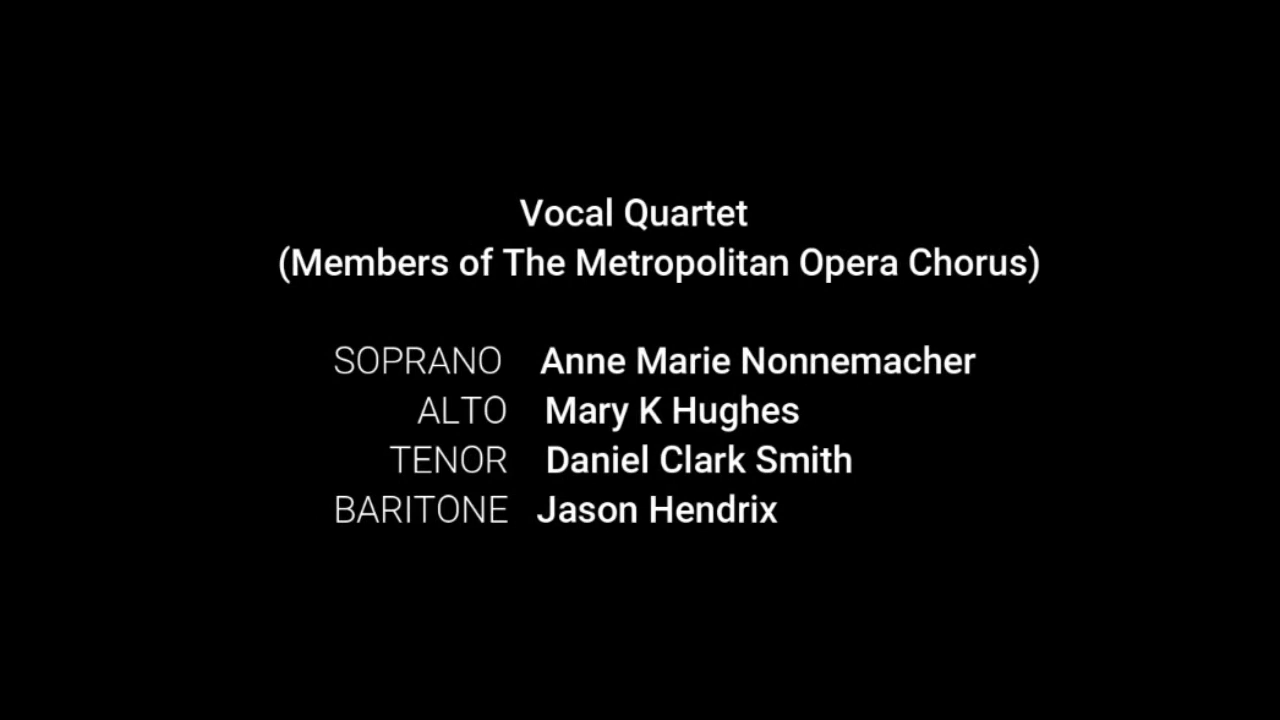 Vocal Quartet
(Members of The Metropolitan Opera Chorus)
SOPRANO Anne Marie Nonnemacher
ALTO Mary K Hughes
TENOR Daniel Clark Smith
BARITONE Jason Hendrix